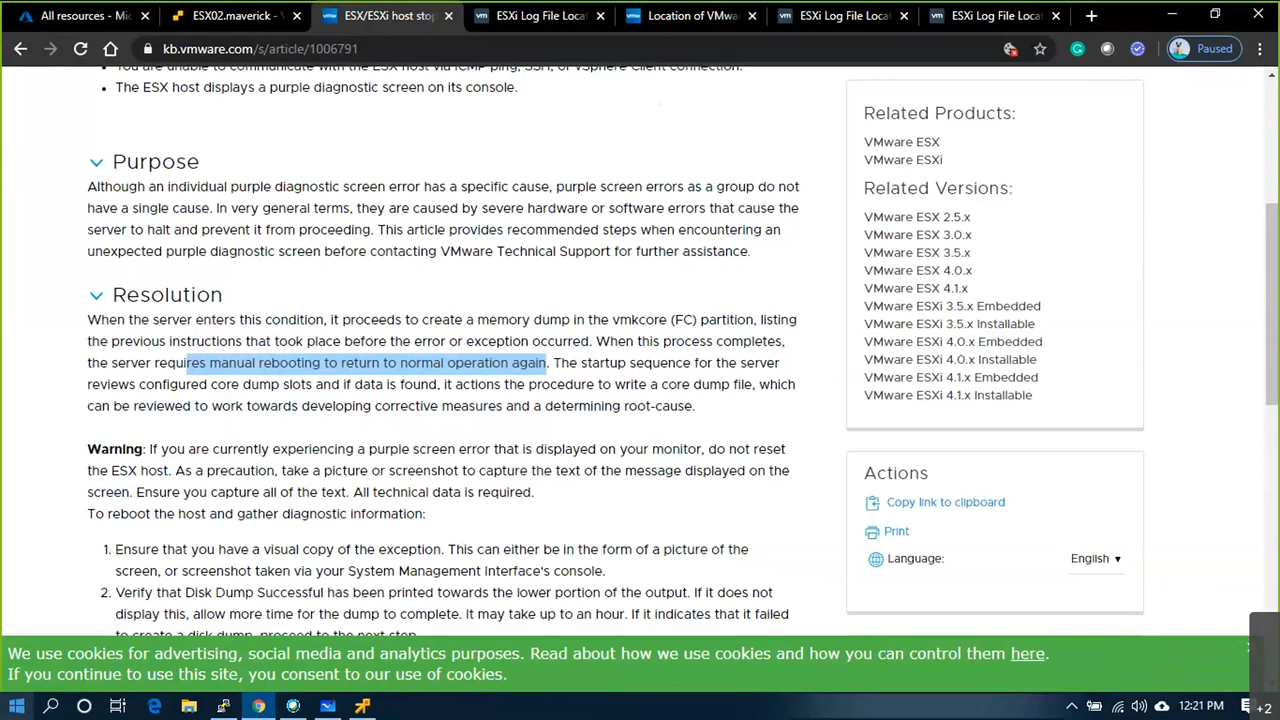 All resources - Mic
ESX02.maverick - V
ESX/ESXi host stop
ESXi Log File Locat
Location of VMwa
ESXi Log File Locat
ESXi Log File Locat
kb.vmware.com/s/article/1006791
Paused
You are unable to communicate with the ESX host via ICMP ping, SSH, or vSphere Client connection.
The ESX host displays a purple diagnostic screen on its console.
Purpose
Although an individual purple diagnostic screen error has a specific cause, purple screen errors as a group do not
have a single cause. In very general terms, they are caused by severe hardware or software errors that cause the
server to halt and prevent it from proceeding. This article provides recommended steps when encountering an
unexpected purple diagnostic screen before contacting VMware Technical Support for further assistance.
Resolution
When the server enters this condition, it proceeds to create a memory dump in the vmkcore (FC) partition, listing
the previous instructions that took place before the error or exception occurred. When this process completes,
the server requires manual rebooting to return to normal operation again. The startup sequence for the server
reviews configured core dump slots and if data is found, it actions the procedure to write a core dump file, which
can be reviewed to work towards developing corrective measures and a determining root-cause.
Warning: If you are currently experiencing a purple screen error that is displayed on your monitor, do not reset
the ESX host. As a precaution, take a picture or screenshot to capture the text of the message displayed on the
screen. Ensure you capture all of the text. All technical data is required.
To reboot the host and gather diagnostic information:
1. Ensure that you have a visual copy of the exception. This can either be in the form of a picture of the
screen, or screenshot taken via your System Management Interface's console.
2. Verify that Disk Dump Successful has been printed towards the lower portion of the output. If it does not
display this, allow more time for the dump to complete. It may take up to an hour. If it indicates that it failed
to create a disk dump, proceed to the next step.
Related Products:
VMware ESX
VMware ESXi
Related Versions:
VMware ESX 2.5.x
VMware ESX 3.0.x
VMware ESX 3.5.x
VMware ESX 4.0.x
VMware ESX 4.1.x
VMware ESXi 3.5.x Embedded
VMware ESXi 3.5.x Installable
VMware ESXi 4.0.x Embedded
VMware ESXi 4.0.x Installable
VMware ESXi 4.1.x Embedded
VMware ESXi 4.1.x Installable
Actions
Copy link to clipboard
Print
Language:
English
We use cookies for advertising, social media and analytics purposes. Read about how we use cookies and how you can control them here.
If you continue to use this site, you consent to our use of cookies.
12:21 PM
+2